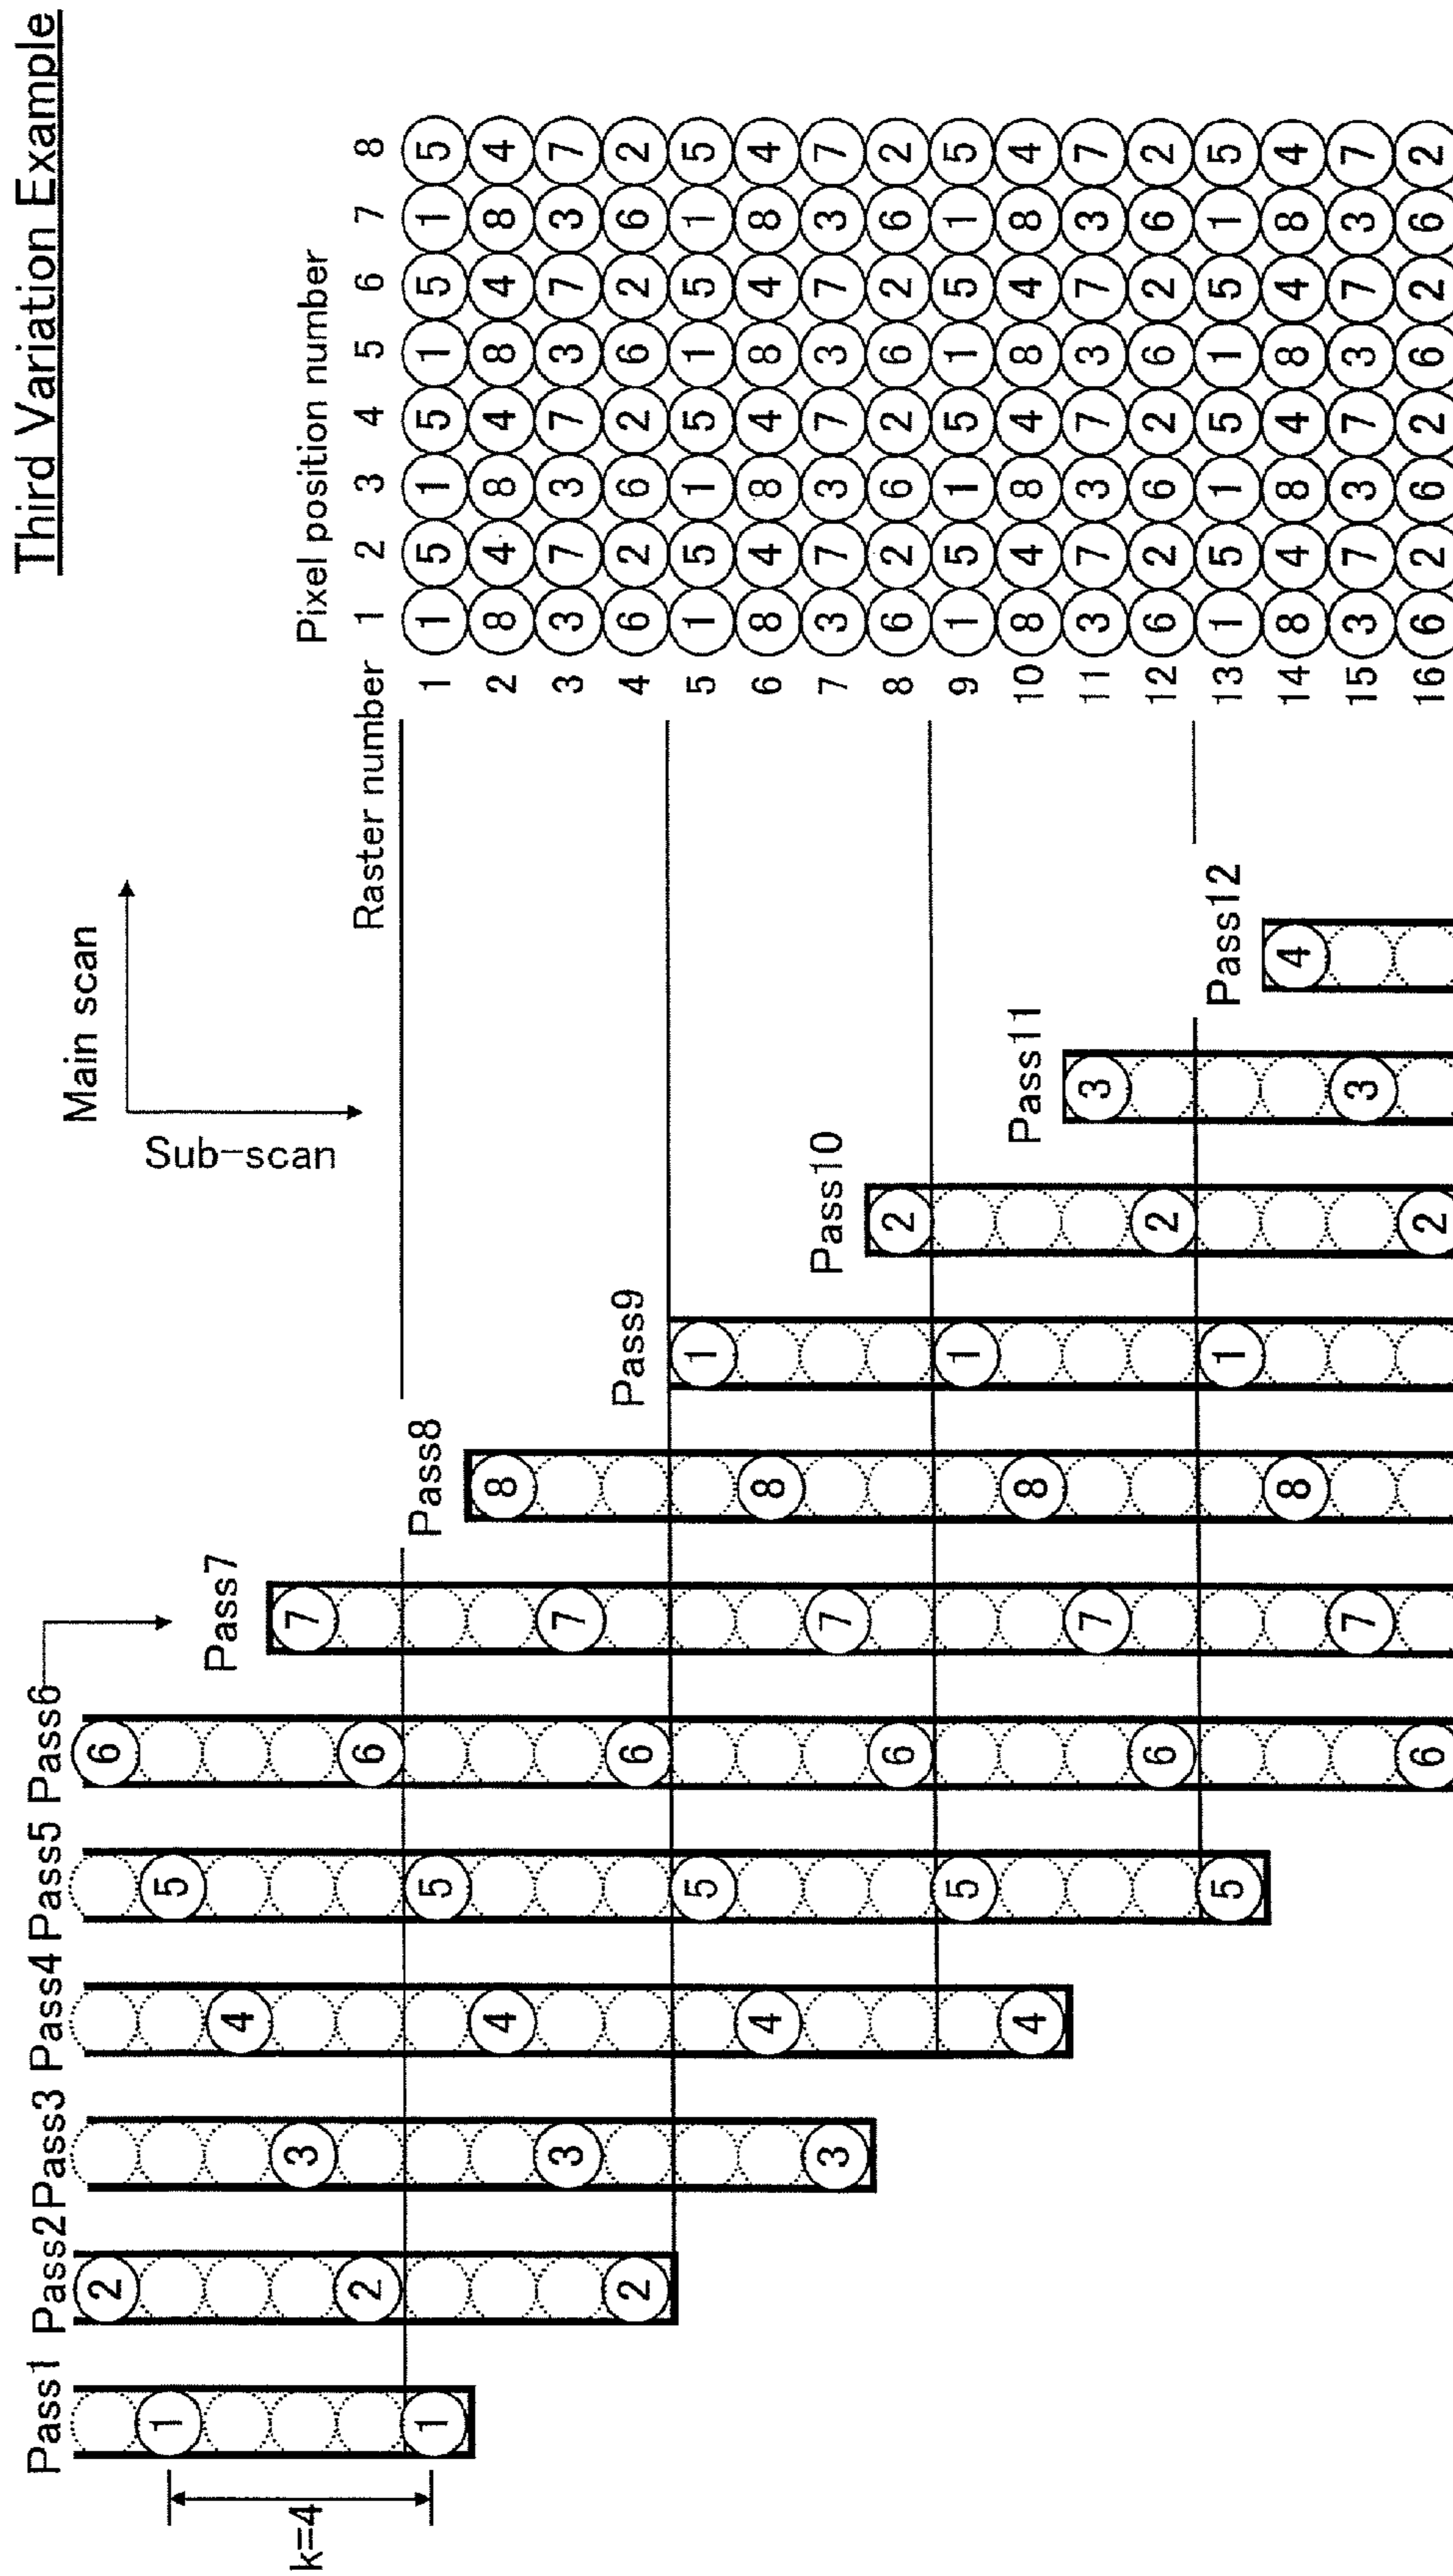 Third Variation Example
Main scan
Sub-scan
k=4
Pass1
Pass2
Pass3
Pass4
Pass5
Pass6
Pass7
Pass8
Pass9
Pass10
Pass11
Pass12
1 1
2 2 2
3 3 3
4 4 4 4
5 5 5 5 5
6 6 6 6 6 6
7 7 7 7 7
8 8 8 8
1 1 1
2 2 2
3 3
4
Pixel position number
Raster number 1 2 3 4 5 6 7 8
1 1 5 1 5 1 5 1 5
2 8 4 8 4 8 4 8 4
3 3 7 3 7 3 7 3 7
4 6 2 6 2 6 2 6 2
5 1 5 1 5 1 5 1 5
6 8 4 8 4 8 4 8 4
7 3 7 3 7 3 7 3 7
8 6 2 6 2 6 2 6 2
9 1 5 1 5 1 5 1 5
10 8 4 8 4 8 4 8 4
11 3 7 3 7 3 7 3 7
12 6 2 6 2 6 2 6 2
13 1 5 1 5 1 5 1 5
14 8 4 8 4 8 4 8 4
15 3 7 3 7 3 7 3 7
16 6 2 6 2 6 2 6 2